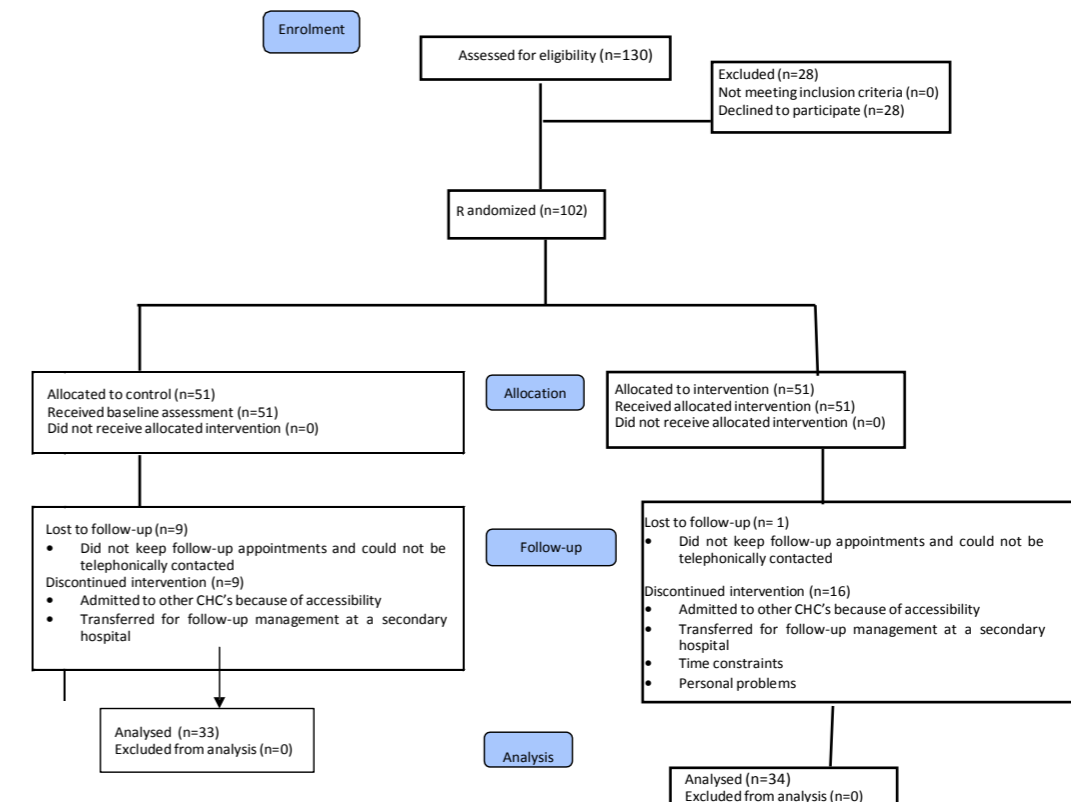 Enrolment
Assessed for eligibility (n=130)
Excluded (n=28)
Not meeting inclusion criteria (n=0)
Declined to participate (n=28)
R andomized (n=102)
Allocated to control (n=51)
Received baseline assessment (n=51)
Did not receive allocated intervention (n=0)
Allocation
Allocated to intervention (n=51)
Received allocated intervention (n=51)
Did not receive allocated intervention (n=0)
Lost to follow-up (n=9)
• Did not keep follow-up appointments and could not be
telephonically contacted
Discontinued intervention (n=9)
• Admitted to other CHC's because of accessibility
• Transferred for follow-up management at a secondary
hospital
Follow-up
Lost to follow-up (n= 1)
• Did not keep follow-up appointments and could not be
telephonically contacted
Discontinued intervention (n=16)
• Admitted to other CHC's because of accessibility
• Transferred for follow-up management at a secondary
hospital
• Time constraints
• Personal problems
Analysed (n=33)
Excluded from analysis (n=0)
Analysis
Analysed (n=34)
Excluded from analysis (n=0)